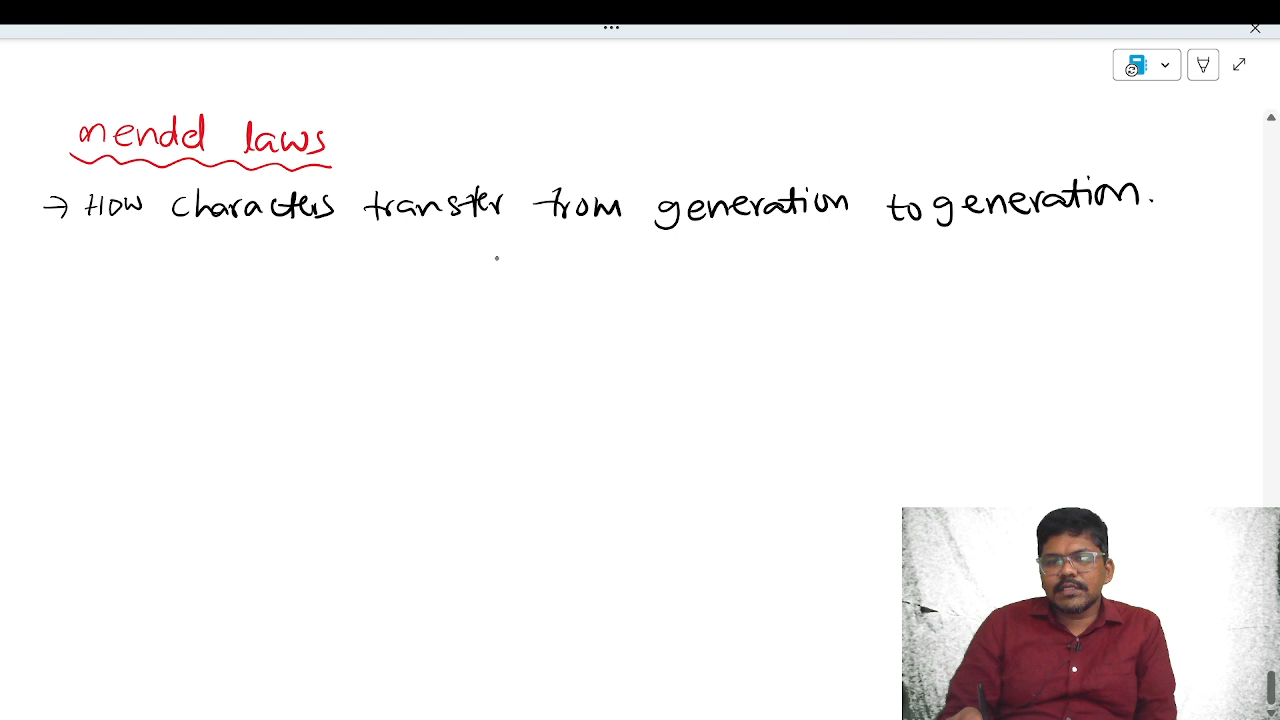 mendel laws
→ How characters transfer from generation to generation.